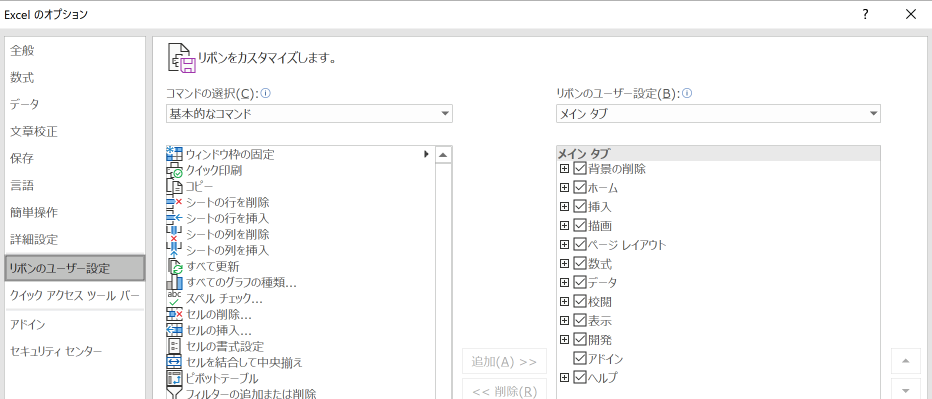 Excel のオプション
?
全般
数式
データ
文章校正
保存
言語
簡単操作
詳細設定
リボンのユーザー設定
クイック アクセス ツール バー
アドイン
セキュリティ センター
リボンをカスタマイズします。
コマンドの選択(C):
基本的なコマンド
ウィンドウ枠の固定
クイック印刷
コピー
シートの行を削除
シートの行を挿入
シートの列を削除
シートの列を挿入
すべて更新
すべてのグラフの種類...
abc
スペル チェック...
セルの削除...
セルの挿入...
セルの書式設定
セルを結合して中央揃え
ピボットテーブル
フィルターの追加または削除
追加(A) >>
<< 削除(R)
リボンのユーザー設定(B):
メイン タブ
メイン タブ
背景の削除
ホーム
挿入
描画
ページ レイアウト
数式
データ
校閲
表示
開発
アドイン
ヘルプ